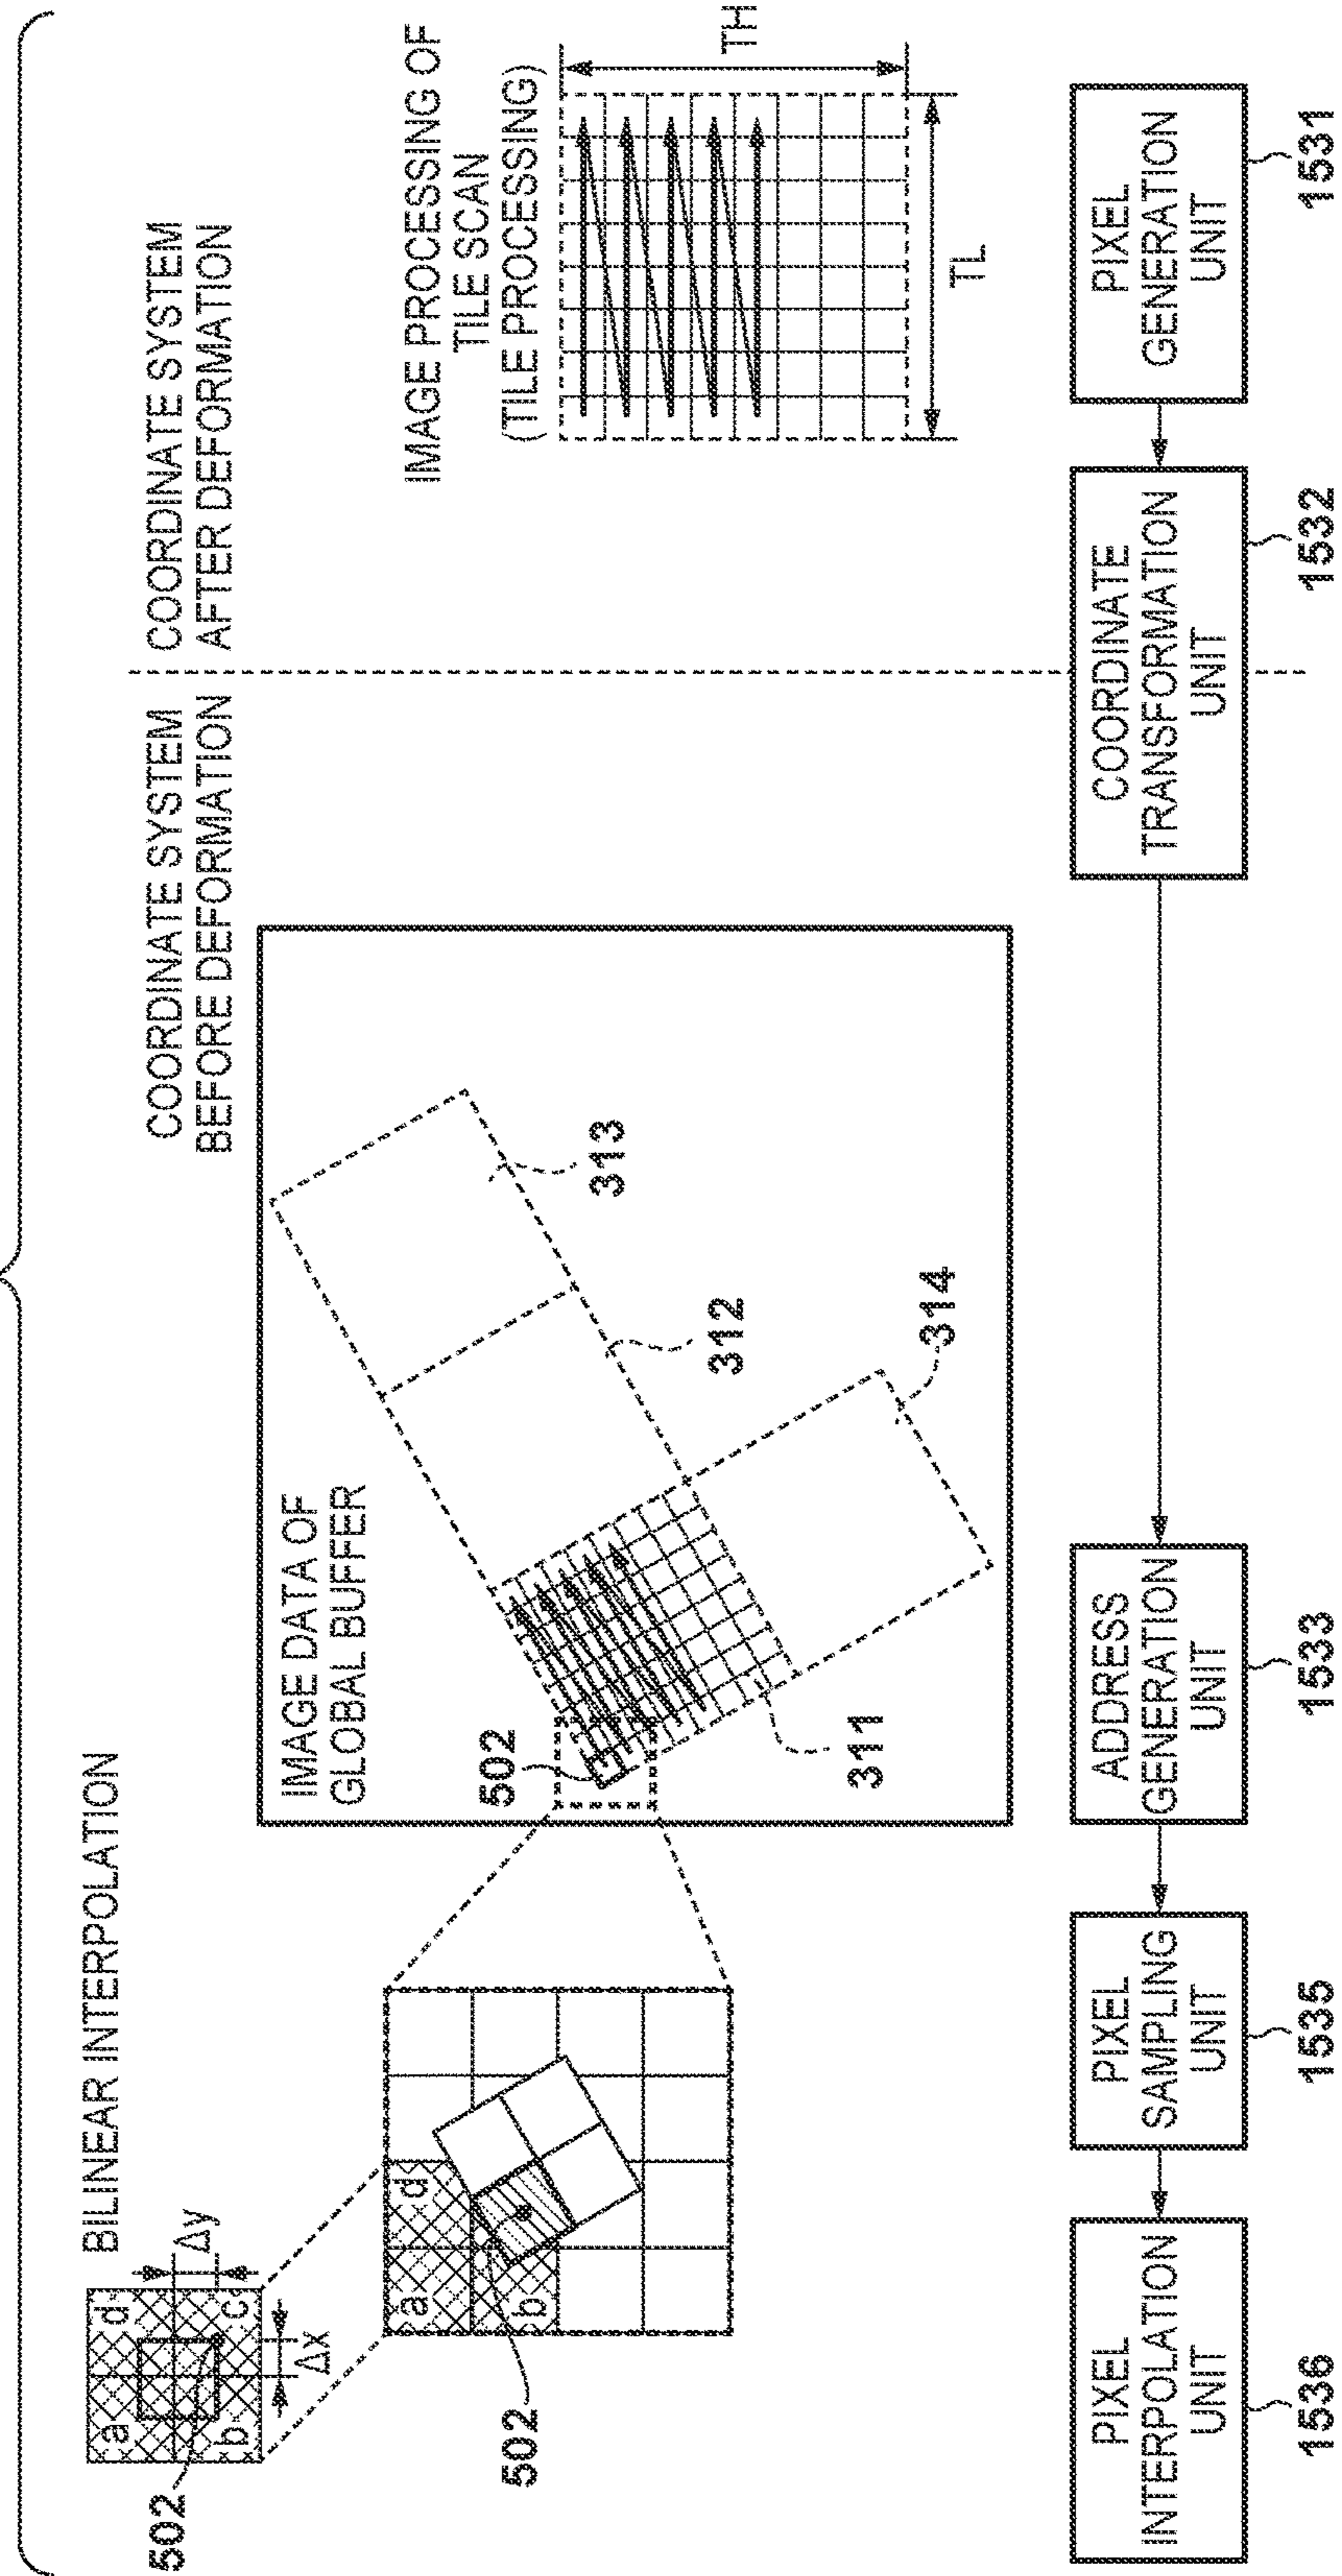 BILINEAR INTERPOLATION
a
d
b
c
Δy
Δx
502
a
d
b
502
COORDINATE SYSTEM
BEFORE DEFORMATION
COORDINATE SYSTEM
AFTER DEFORMATION
IMAGE DATA OF
GLOBAL BUFFER
502
311
312
313
314
IMAGE PROCESSING OF
TILE SCAN
(TILE PROCESSING)
TH
TL
PIXEL
INTERPOLATION
UNIT
1536
PIXEL
SAMPLING
UNIT
1535
ADDRESS
GENERATION
UNIT
1533
COORDINATE
TRANSFORMATION
UNIT
1532
PIXEL
GENERATION
UNIT
1531